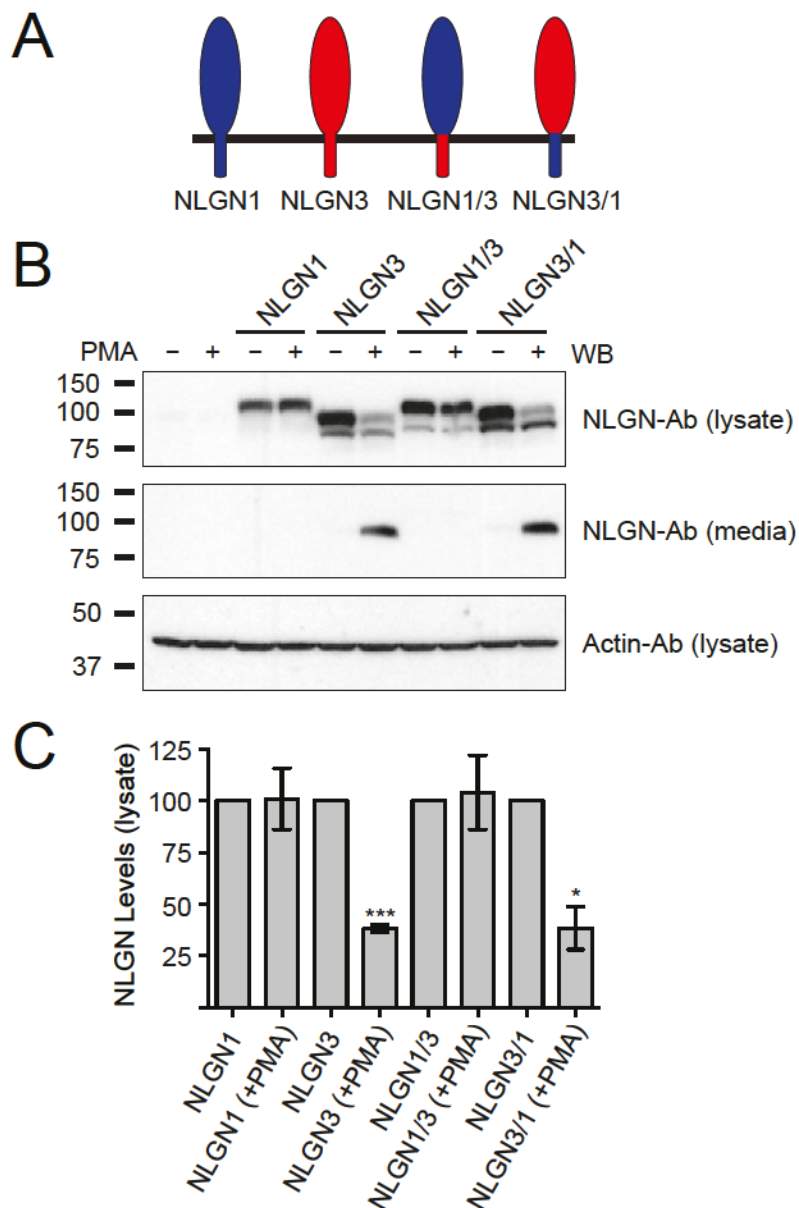 A
NLGN1 NLGN3 NLGN1/3 NLGN3/1
B
NLGN1 NLGN3 NLGN1/3 NLGN3/1
PMA – + – + – + – + – + WB
150
100
75
NLGN-Ab (lysate)
150
100
75
NLGN-Ab (media)
50
37
Actin-Ab (lysate)
C
NLGN Levels (lysate)
125
100
75
50
25
*** *
NLGN1
NLGN1 (+PMA)
NLGN3
NLGN3 (+PMA)
NLGN1/3
NLGN1/3 (+PMA)
NLGN3/1
NLGN3/1 (+PMA)